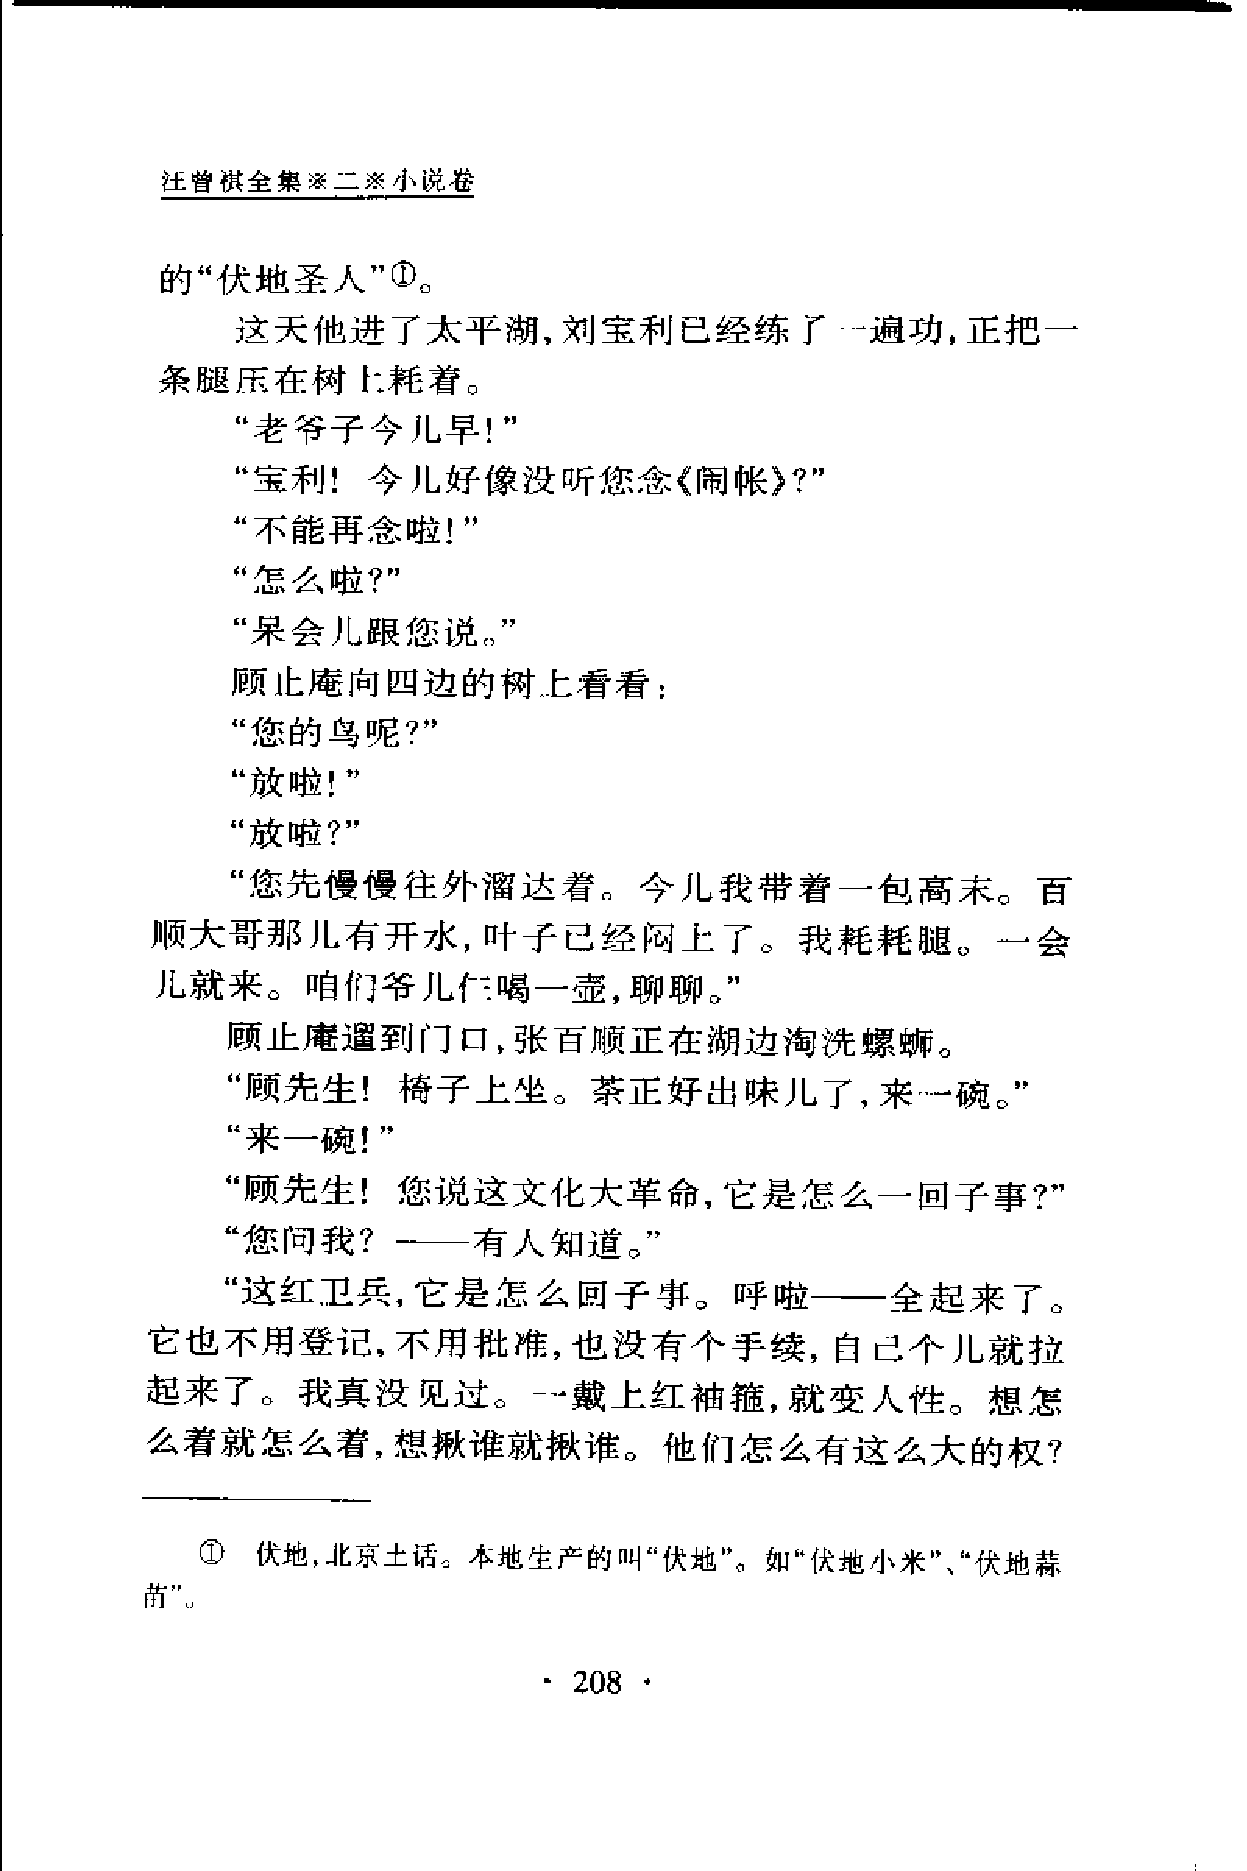 汪曾祺全集※二※小说卷
的“伏地圣人”①。
这天他进了太平湖,刘宝利已经练了一遍功,正把一
条腿压在树上耗着。
“老爷子今儿早!”
“宝利! 今儿好像没听您念《闹帐》?”
“不能再念啦!”
“怎么啦?”
“呆会儿跟您说。”
顾止庵向四边的树上看看:
“您的鸟呢?”
“放啦!”
“放啦?”
“您先慢慢往外溜达着。今儿我带着一包高末。百
顺大哥那儿有开水,叶子已经闷上了。我耗耗腿。一会
儿就来。咱们爷儿仨喝一壶,聊聊。”
顾止庵遛到门口,张百顺正在湖边淘洗螺蛳。
“顾先生! 椅子上坐。茶正好出味儿了,来一碗。”
“来一碗!”
“顾先生! 您说这文化大革命,它是怎么一回子事?”
“您问我? ——有人知道。”
“这红卫兵,它是怎么回子事。呼啦——全起来了。
它也不用登记,不用批准,也没有个手续,自己个儿就拉
起来了。我真没见过。一戴上红袖箍,就变人性。想怎
么着就怎么着,想揪谁就揪谁。他们怎么有这么大的权?
① 伏地,北京土话。本地生产的叫“伏地”。如“伏地小米”、“伏地蒜
苗”。
· 208 ·